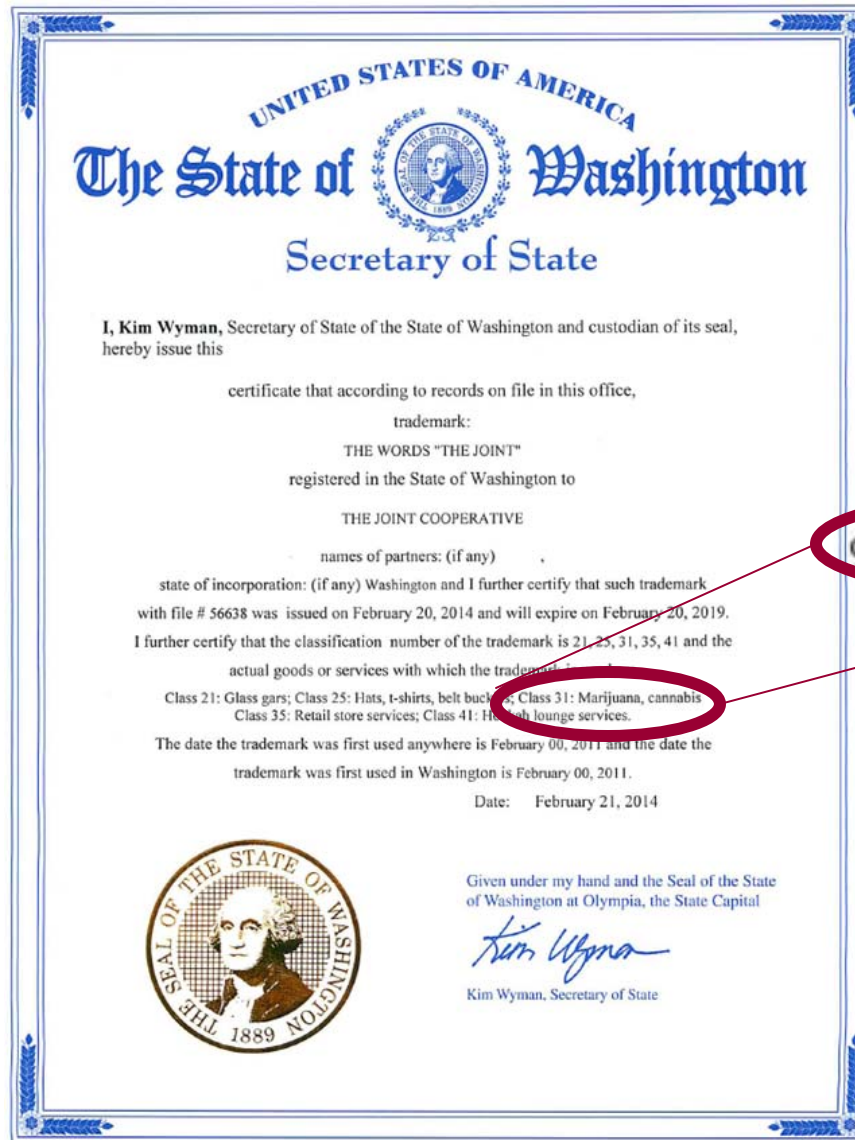 UNITED STATES OF AMERICA
The State of Washington
THE SEAL OF THE STATE OF WASHINGTON
1889
Secretary of State
I, Kim Wyman, Secretary of State of the State of Washington and custodian of its seal,
hereby issue this
certificate that according to records on file in this office,
trademark:
THE WORDS "THE JOINT"
registered in the State of Washington to
THE JOINT COOPERATIVE
names of partners: (if any) .
state of incorporation: (if any) Washington and I further certify that such trademark
with file # 56638 was issued on February 20, 2014 and will expire on February 20, 2019.
I further certify that the classification number of the trademark is 21, 25, 31, 35, 41 and the
actual goods or services with which the trademark
Class 21: Glass gars; Class 25: Hats, t-shirts, belt Class 31: Marijuana, cannabis
Class 35: Retail store services; Class 41: lounge services.
The date the trademark was first used anywhere is February 00, 2011 and the date the
trademark was first used in Washington is February 00, 2011.
Date: February 21, 2014
Given under my hand and the Seal of the State
of Washington at Olympia, the State Capital
Kim Wyman
Kim Wyman, Secretary of State
THE SEAL OF THE STATE OF WASHINGTON
1889